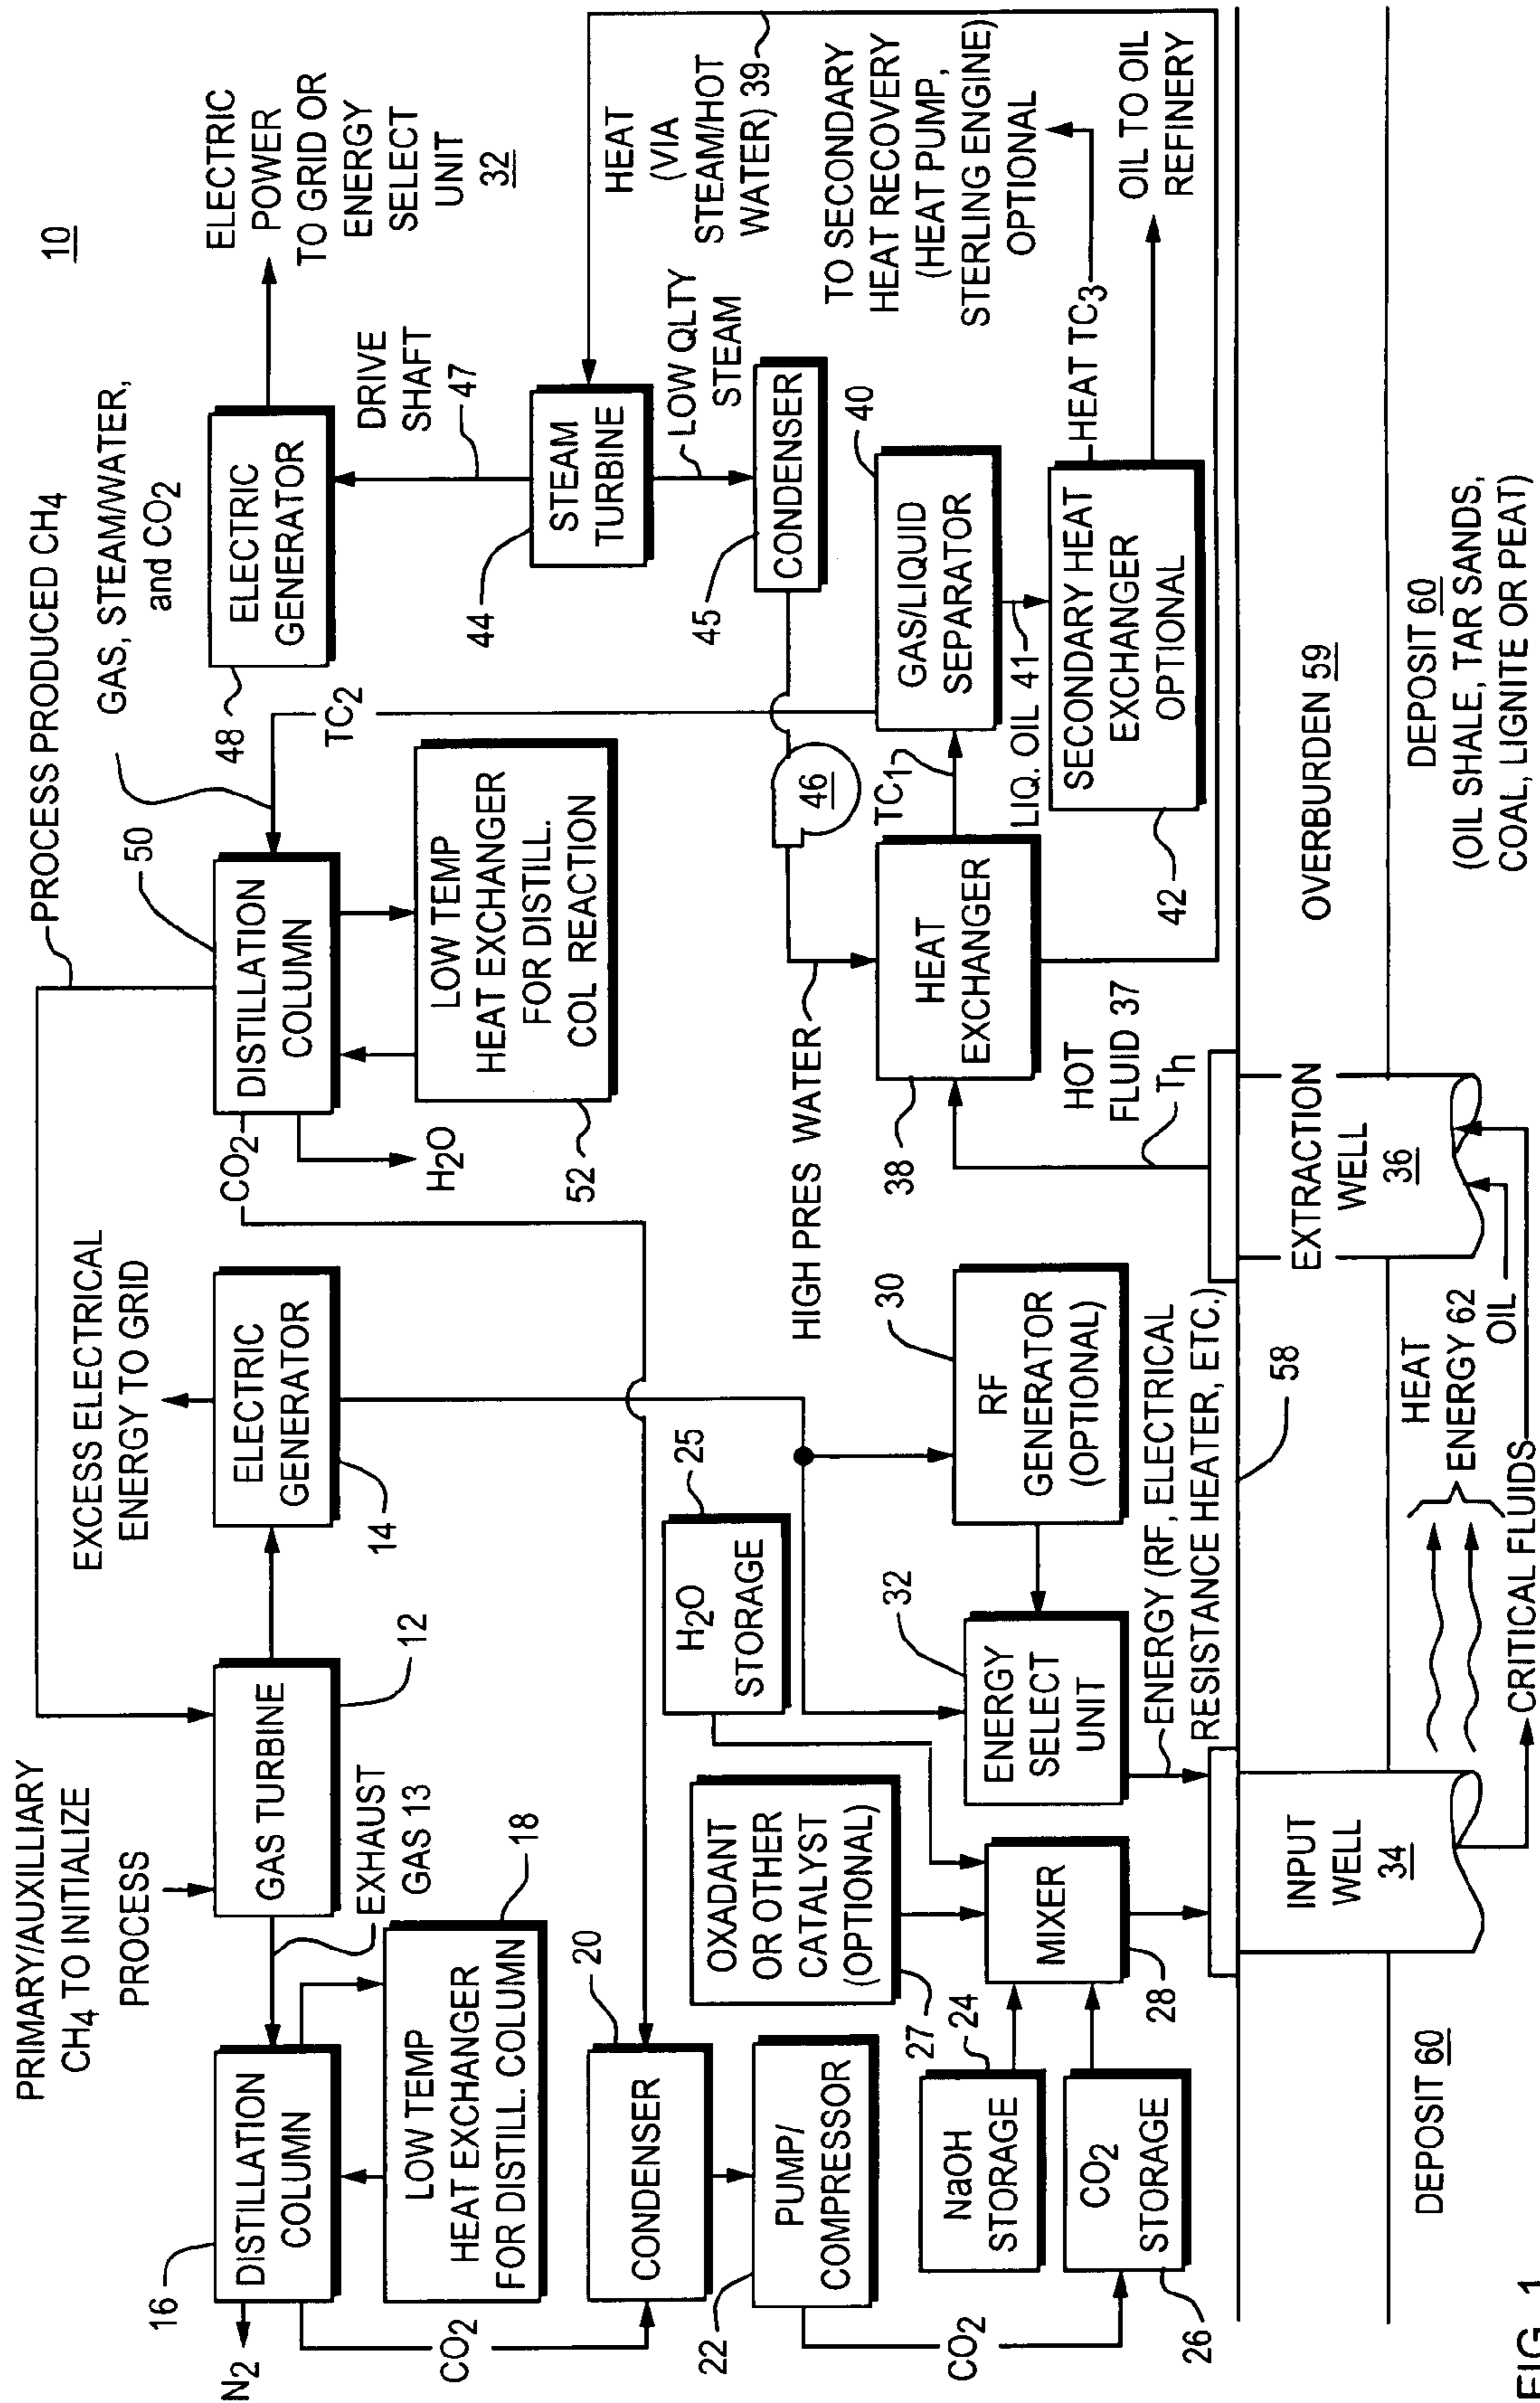 10
PRIMARY/AUXILLIARY
CH4 TO INITIALIZE
PROCESS
EXCESS ELECTRICAL
ENERGY TO GRID
PROCESS PRODUCED CH4
GAS, STEAM/WATER,
and CO2
ELECTRIC
POWER
TO GRID OR
ENERGY
SELECT
UNIT
32
16
N2
DISTILLATION
COLUMN
GAS TURBINE
12
EXHAUST
GAS 13
ELECTRIC
GENERATOR
14
CO2
H2O
DISTILLATION
COLUMN
50
TC2
48
ELECTRIC
GENERATOR
DRIVE
SHAFT
47
LOW TEMP
HEAT EXCHANGER
FOR DISTILL. COLUMN
18
LOW TEMP
HEAT EXCHANGER
FOR DISTILL.
COL REACTION
52
44
STEAM
TURBINE
HEAT
(VIA
STEAM/HOT
WATER) 39
LOW QLTY
STEAM
CO2
CONDENSER
20
22
PUMP/
COMPRESSOR
H2O
STORAGE
25
45
CONDENSER
46
HIGH PRES WATER
OXADANT
OR OTHER
CATALYST
(OPTIONAL)
27
NaOH
STORAGE
24
CO2
CO2
STORAGE
26
MIXER
28
ENERGY
SELECT
UNIT
32
RF
GENERATOR
(OPTIONAL)
30
HEAT
EXCHANGER
38
TC1
GAS/LIQUID
SEPARATOR
40
LIQ. OIL 41
SECONDARY HEAT
EXCHANGER
OPTIONAL
42
HEAT TC3
TO SECONDARY
HEAT RECOVERY
(HEAT PUMP,
STERLING ENGINE)
OPTIONAL
OIL TO OIL
REFINERY
HOT
FLUID 37
Th
ENERGY (RF, ELECTRICAL
RESISTANCE HEATER, ETC.)
58
INPUT
WELL
34
EXTRACTION
WELL
36
OVERBURDEN 59
DEPOSIT 60
HEAT
ENERGY 62
OIL
CRITICAL FLUIDS
DEPOSIT 60
(OIL SHALE, TAR SANDS,
COAL, LIGNITE OR PEAT)
FIG. 1